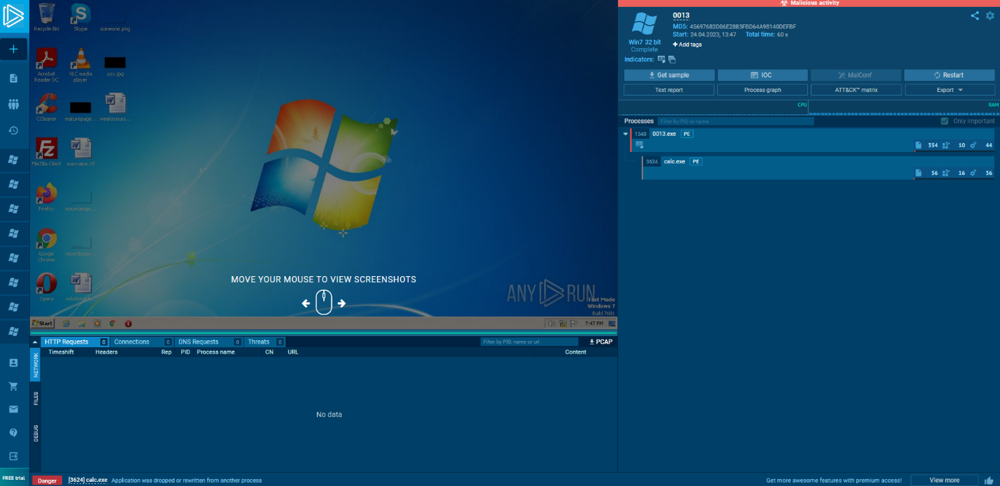 Malicious activity
0013
MD5: 45697683D06E2883FBD64A98140DEFBF
Start: 24.04.2023, 13:47 Total time: 60 s
Win7 32 bit
Complete
+ Add tags
Indicators:
Get sample IOC MalConf Restart
Text report Process graph ATT&CK™ matrix Export
CPU RAM
Processes Filter by PID or name Only important
1348 0013.exe PE
354 10 44
3624 calc.exe PE
56 16 36
Recycle Bin Skype someone.png
Acrobat Reader DC VLC media player usx.jpg
CCleaner maturepage... weekscours...
FileZilla Client maxvalue.rtf
Firefox mountaings...
Google Chrome
Opera
MOVE YOUR MOUSE TO VIEW SCREENSHOTS
ANY RUN
Test Mode
Windows 7
Build 7601
Start 7:47 PM
HTTP Requests 0 Connections 0 DNS Requests 0 Threats 0 Filter by PID, name or url PCAP
Timeshift Headers Rep PID Process name CN URL Content
NETWORK
FILES
DEBUG
No data
FREE trial
Danger [3624] calc.exe Application was dropped or rewritten from another process
Get more awesome features with premium access! View more